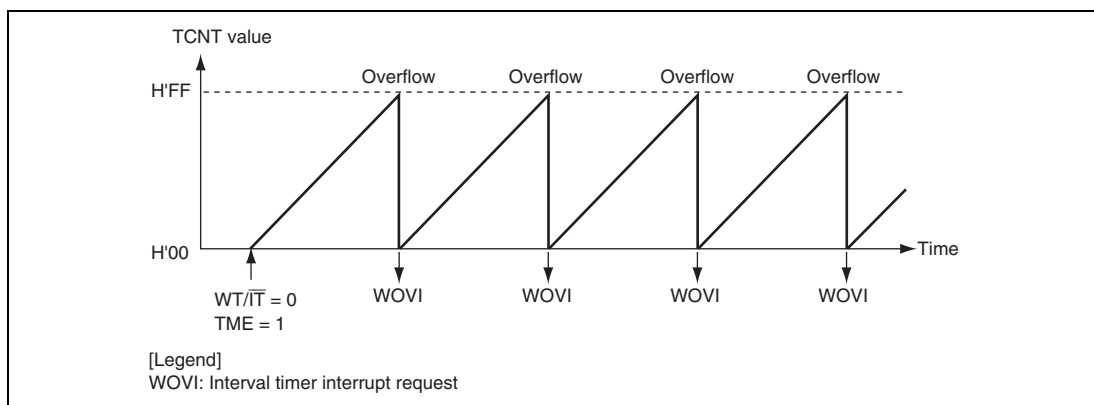 TCNT value
Overflow Overflow Overflow Overflow
H'FF
H'00
Time
WOVI WOVI WOVI WOVI
WT/I̅T̅ = 0
TME = 1
[Legend]
WOVI: Interval timer interrupt request